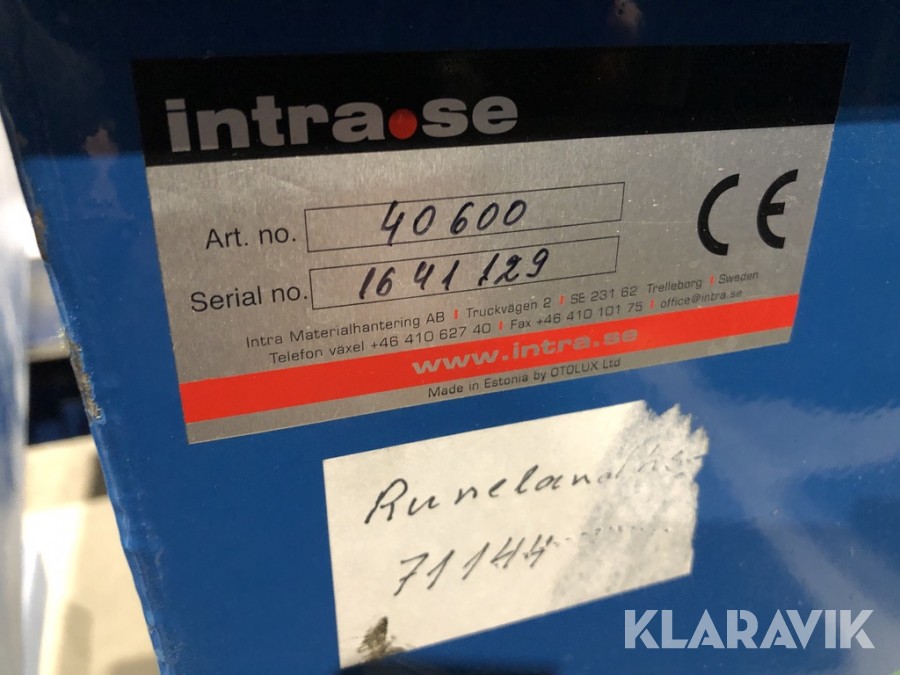 intra.se
Art. no. 40600
Serial no. 1641129
Intra Materialhantering AB | Truckvägen 2 | SE 231 62 Trelleborg | Sweden
Telefon växel +46 410 627 40 | Fax +46 410 101 75 | office@intra.se
www.intra.se
Made in Estonia by OTOLUX Ltd
71144
KLARAVIK